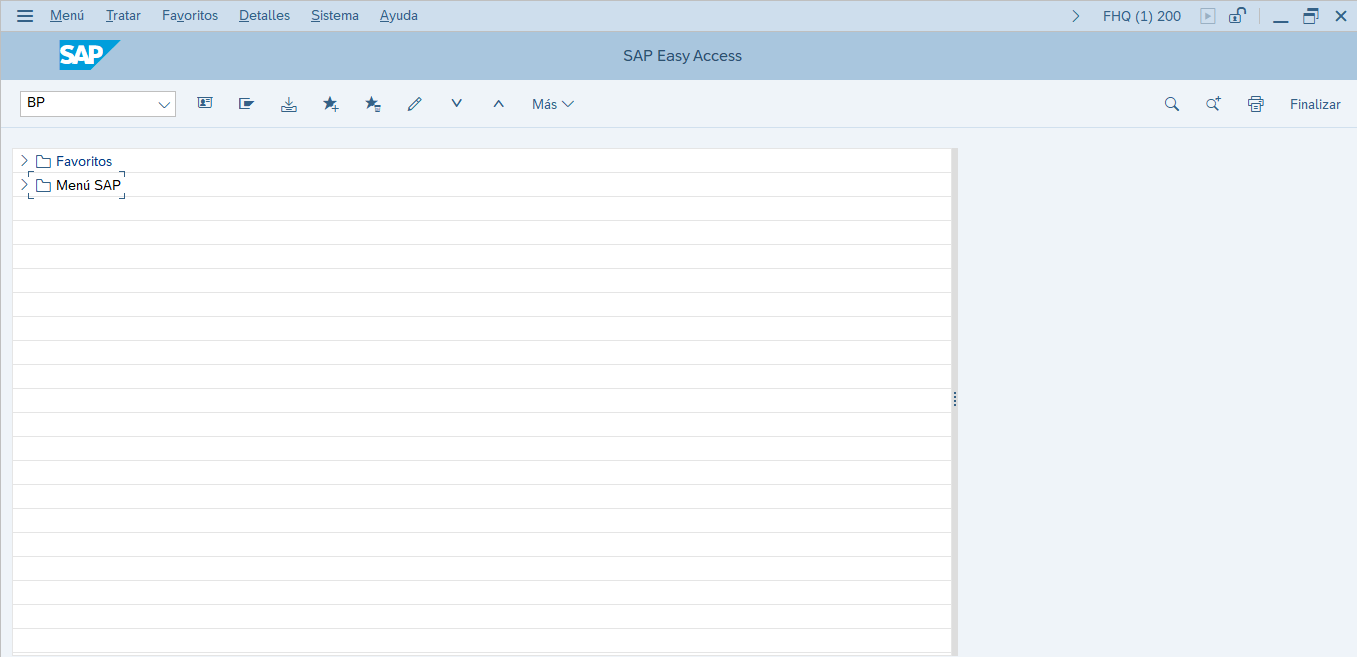 Menú Tratar Favoritos Detalles Sistema Ayuda FHQ (1) 200
SAP SAP Easy Access
BP Más Finalizar
Favoritos
Menú SAP